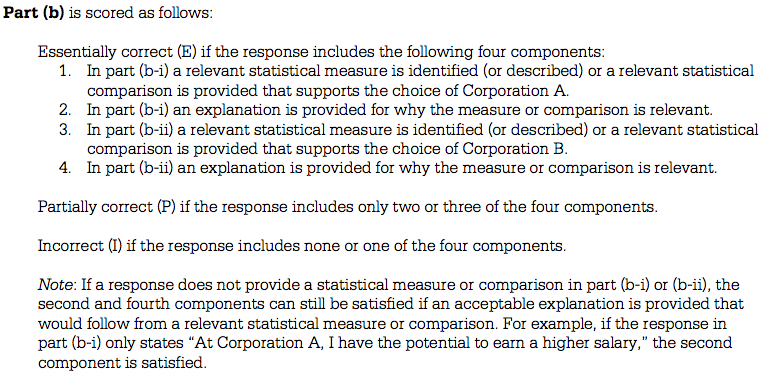 Part (b) is scored as follows:
Essentially correct (E) if the response includes the following four components:
1. In part (b-i) a relevant statistical measure is identified (or described) or a relevant statistical
comparison is provided that supports the choice of Corporation A.
2. In part (b-i) an explanation is provided for why the measure or comparison is relevant.
3. In part (b-ii) a relevant statistical measure is identified (or described) or a relevant statistical
comparison is provided that supports the choice of Corporation B.
4. In part (b-ii) an explanation is provided for why the measure or comparison is relevant.
Partially correct (P) if the response includes only two or three of the four components.
Incorrect (I) if the response includes none or one of the four components.
Note: If a response does not provide a statistical measure or comparison in part (b-i) or (b-ii), the
second and fourth components can still be satisfied if an acceptable explanation is provided that
would follow from a relevant statistical measure or comparison. For example, if the response in
part (b-i) only states “At Corporation A, I have the potential to earn a higher salary,” the second
component is satisfied.